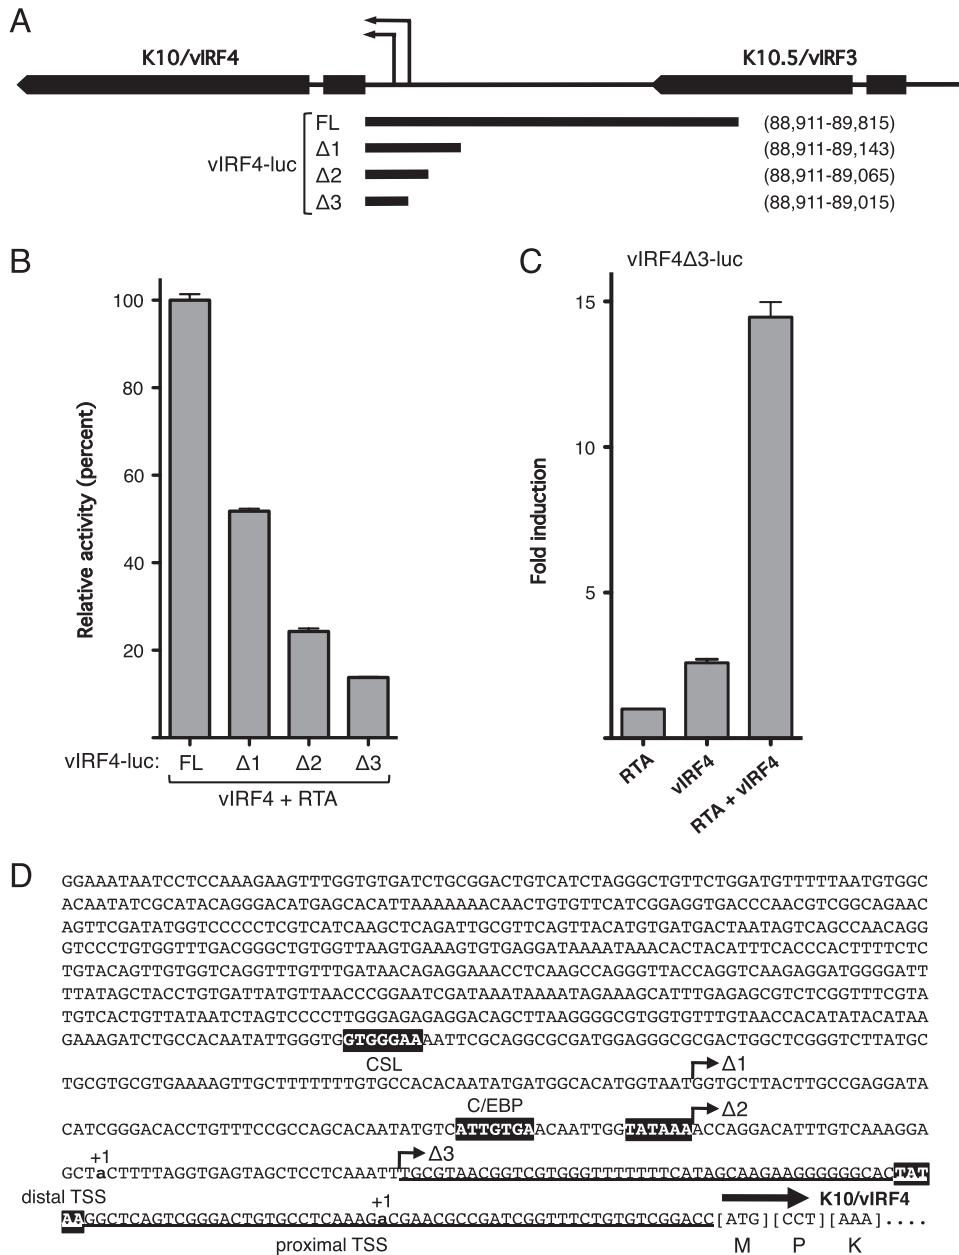 A
K10/vIRF4
K10.5/vIRF3
vIRF4-luc
FL (88,911-89,815)
Δ1 (88,911-89,143)
Δ2 (88,911-89,065)
Δ3 (88,911-89,015)
B
Relative activity (percent)
100
80
60
40
20
vIRF4-luc: FL Δ1 Δ2 Δ3
vIRF4 + RTA
C
vIRF4Δ3-luc
Fold induction
15
10
5
RTA
vIRF4
RTA + vIRF4
D
GGAAATAATCCTCCAAAGAAGTTTGGTGTGATCTGCGGACTGTCATCTAGGGCTGTTCTGGATGTTTTTAATGTGGC
ACAATATCGCATACAGGGACATGAGCACATTAAAAAAAACAACTGTGTTCATCGGAGGTGACCCAACGTCGGCAGAAC
AGTTCGATATGGTCCCCCTCGTCATCAAGCTCAGATTGCGTTCAGTTACATGTGATGACTAATAGTCAGCCAACAGG
GTCCCTGTGGTTTGACGGGCTGTGGTTAAGTGAAAGTGTGAGGATAAAATAAACACTACATTTCACCCACTTTTCTC
TGTACAGTTGTGGTCAGGTTTGTTTGATAACAGAGGAAACCTCAAGCCAGGGTTACCAGGTCAAGAGGATGGGGATT
TTATAGCTACCTGTGATTATGTTAACCCGGAATCGATAAATAAAATAGAAAGCATTTGAGAGCGTCTCGGTTTCGTA
TGTCACTGTTATAATCTAGTCCCCTTGGGAGAGAGGACAGCTTAAGGGGCGTGGTGTTTGTAACCACATATACATAA
GAAAGATCTGCCACAATATTGGGTGGTGGGAAAATTCGCAGGCGCGATGGAGGGCGCGACTGGCTCGGGTCTTATGC
CSL
Δ1
TGCGTGCGTGAAAAGTTGCTTTTTTTTGTGCCACACAATATGATGGCACATGGTAATGGTGCTTACTTGCCGAGGATA
C/EBP
Δ2
CATCGGGACACCTGTTTCCGCCAGCACAATATGTCATTGTGAACAATTGGTATAAAACCAGGACATTTGTCAAAGGA
+1
Δ3
GCTaCTTTTAGGTGAGTAGCTCCTCAAATTTGCGTAACGGTCGTGGGTTTTTTTCATAGCAAGAAGGGGGGCACTAT
distal TSS
+1
K10/vIRF4
AAGGCTCAGTCGGGACTGTGCCTCAAAGaCGAACGCCGATCGGTTTCTGTGTCGGACC[ATG][CCT][AAA]....
proximal TSS
M P K